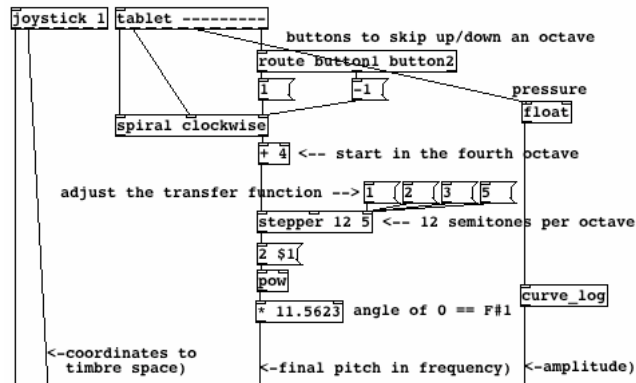 joystick 1
tablet ---------
buttons to skip up/down an octave
route button1 button2
1
-1
pressure
float
spiral clockwise
+ 4
<-- start in the fourth octave
adjust the transfer function -->
1
2
3
5
stepper 12 5
<-- 12 semitones per octave
2 $1
pow
curve_log
* 11.5623
angle of 0 == F#1
<-coordinates to
timbre space)
<-final pitch in frequency)
<-amplitude)